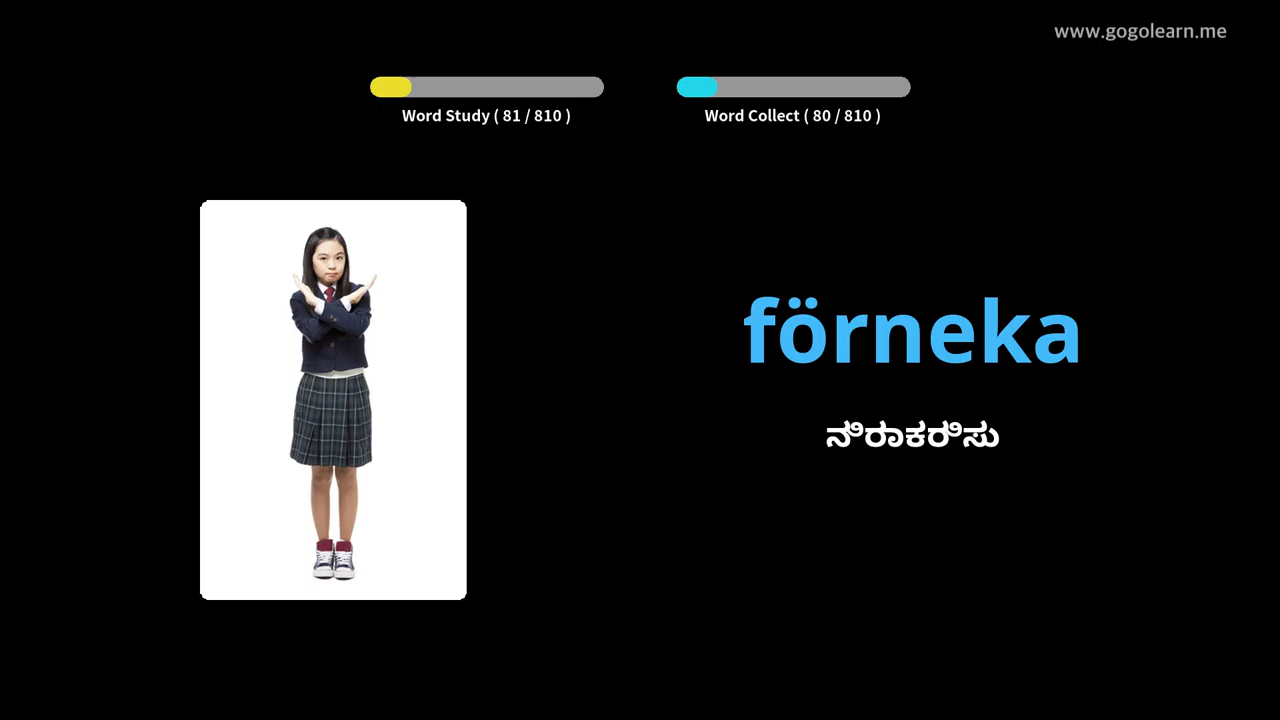 www.gogolearn.me
Word Study ( 81 / 810 )
Word Collect ( 80 / 810 )
förneka
ನಿರಾಕರಿಸು